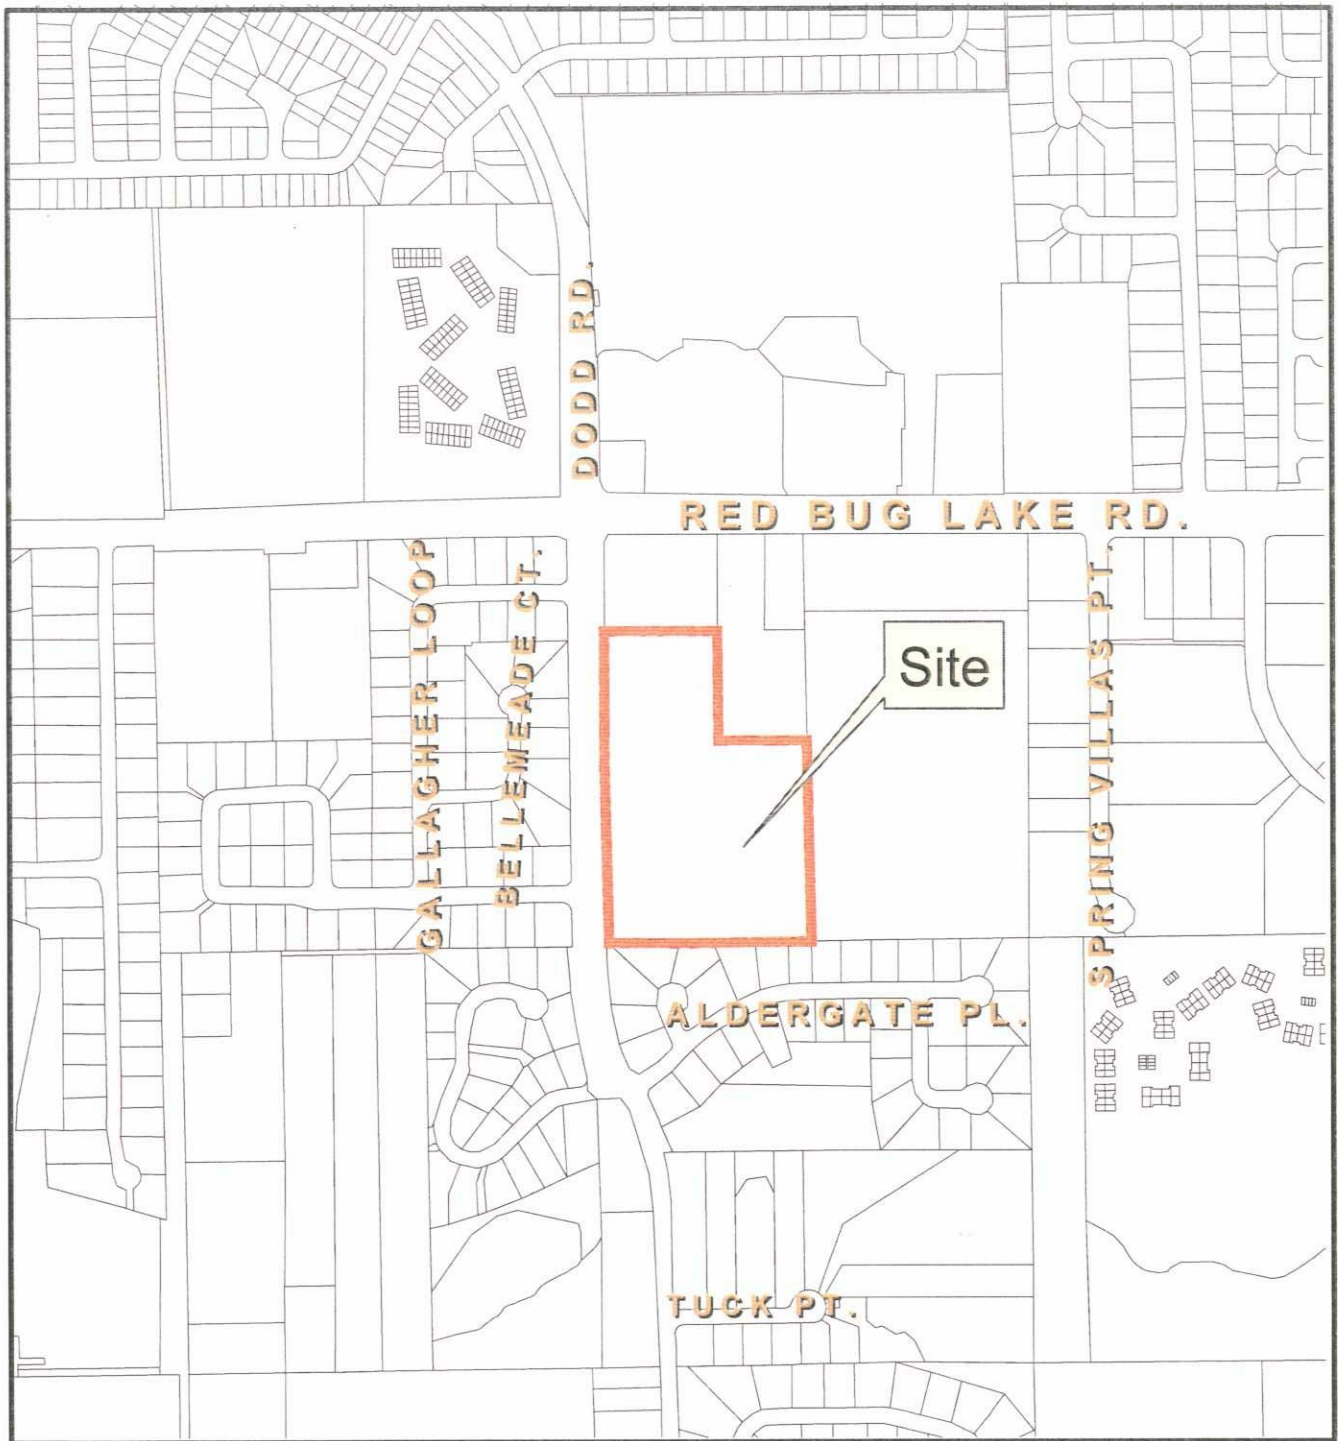 DODD RD.
RED BUG LAKE RD.
GALLAGHER LOOP
BELLEMEADE CT.
Site
SPRING VILLAS PT.
ALDERGATE PL.
TUCK PT.